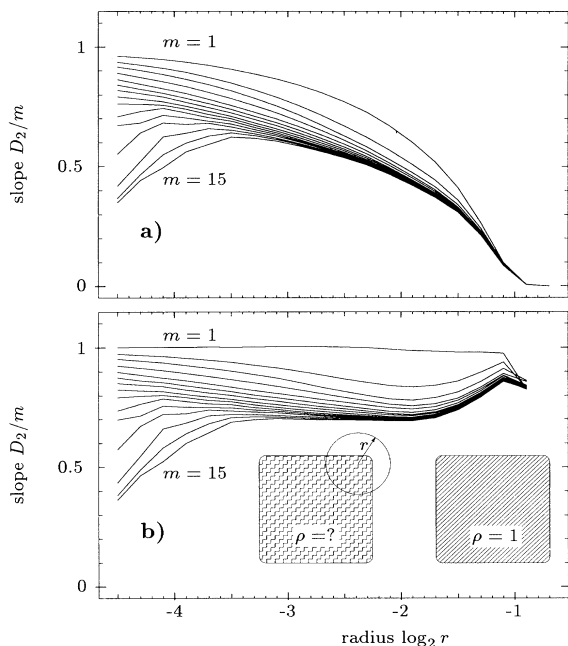 1
m = 1
slope D₂/m
0.5
m = 15
a)
0
1
m = 1
slope D₂/m
0.5
m = 15
r
b)
ρ =?
ρ = 1
0
-4
-3
-2
-1
radius log₂ r